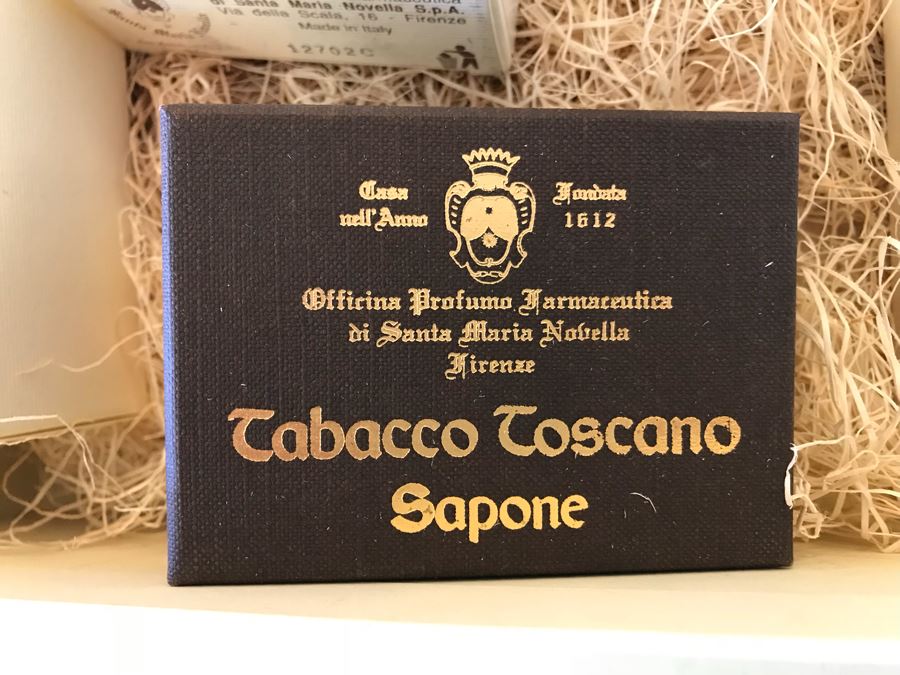 di Santa Maria Novella S.p.A
Via della Scala, 16 - Firenze
Made in Italy
12702C
Casa Fondata
nell'Anno 1612
Officina Profumo Farmaceutica
di Santa Maria Novella
Firenze
Tabacco Toscano
Sapone